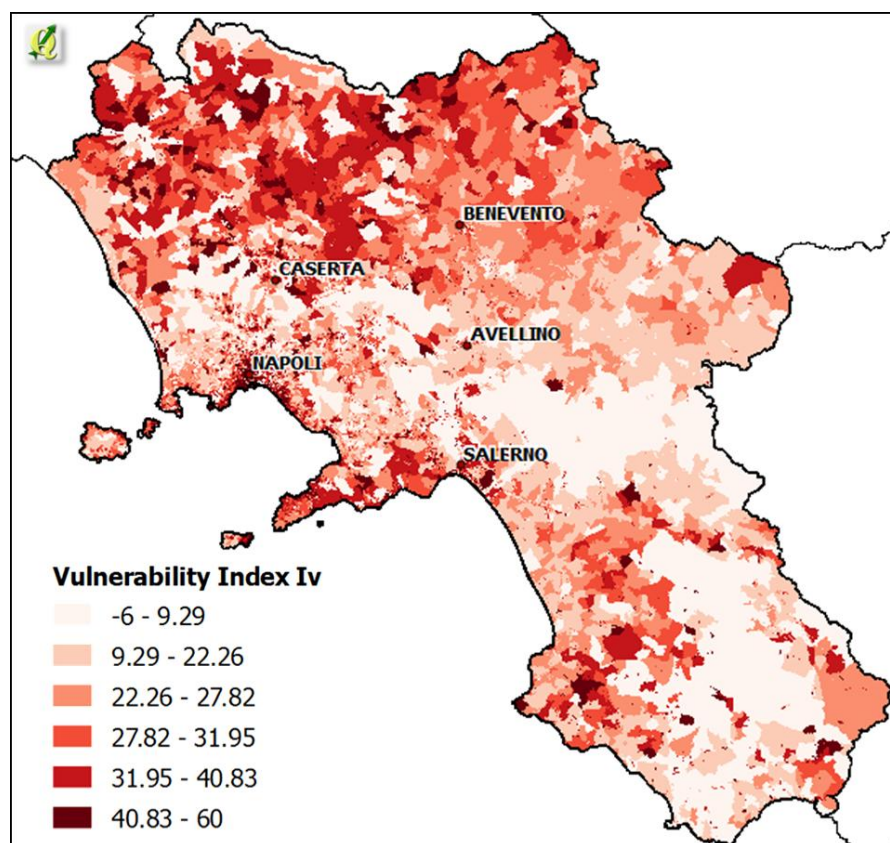 BENEVENTO
CASERTA
AVELLINO
NAPOLI
SALERNO
Vulnerability Index Iv
-6 - 9.29
9.29 - 22.26
22.26 - 27.82
27.82 - 31.95
31.95 - 40.83
40.83 - 60